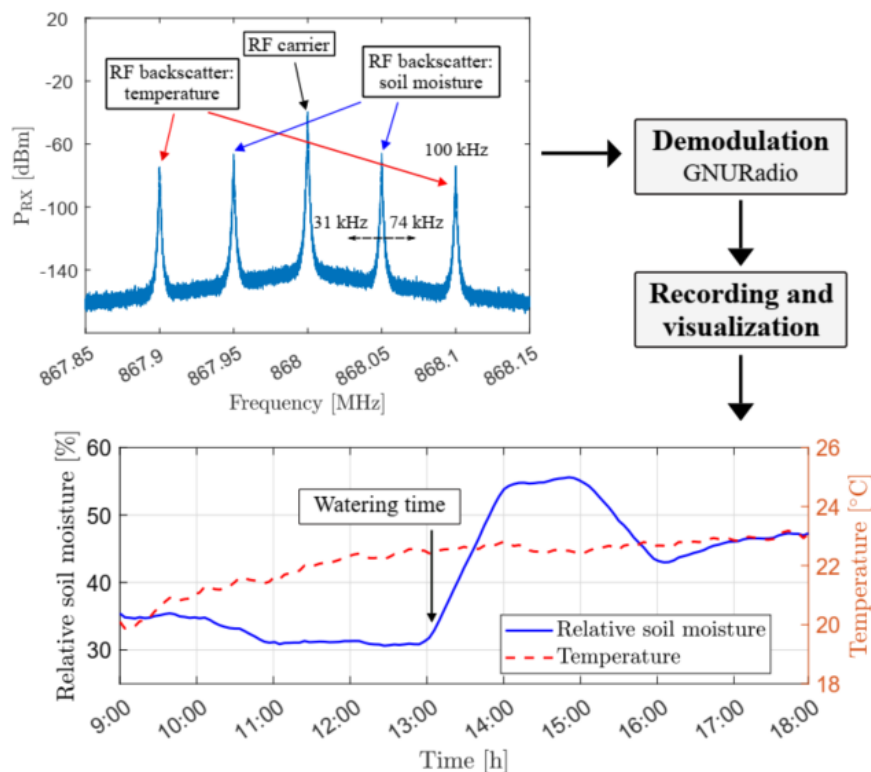 20
-20
-60
-100
-140
P_RX [dBm]
RF carrier
RF backscatter:
temperature
RF backscatter:
soil moisture
100 kHz
31 kHz
74 kHz
867.85
867.9
867.95
868
868.05
868.1
868.15
Frequency [MHz]
Demodulation
GNURadio
Recording and
visualization
60
50
40
30
Relative soil moisture [%]
Watering time
26
24
22
20
18
Temperature [°C]
Relative soil moisture
Temperature
9:00
10:00
11:00
12:00
13:00
14:00
15:00
16:00
17:00
18:00
Time [h]